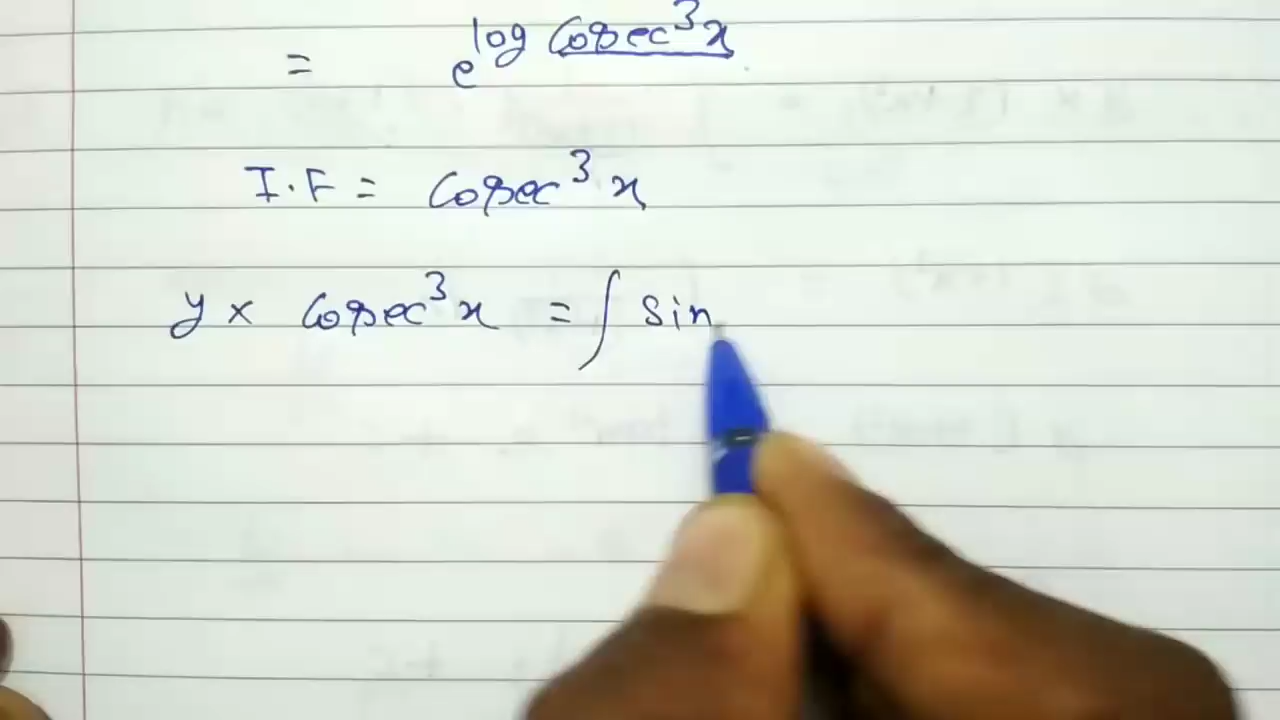 = e^{log Cosec³x}
I.F = Cosec³x
y × Cosec³x = ∫ Sin